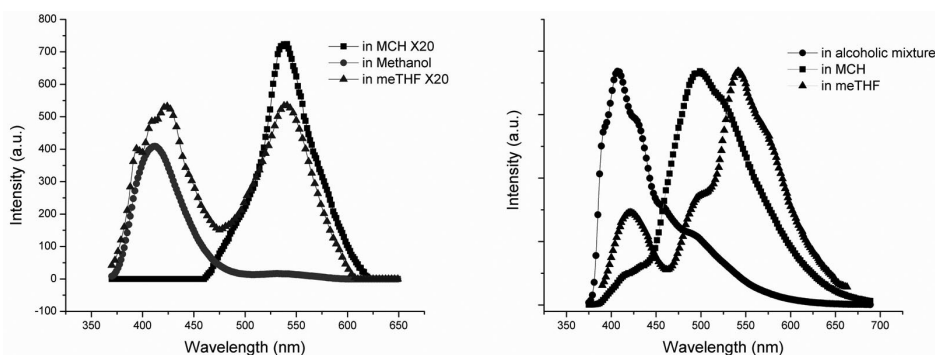 800
700
600
500
400
300
200
100
0
-100
Intensity (a.u.)
in MCH X20
in Methanol
in meTHF X20
350 400 450 500 550 600 650
Wavelength (nm)
Intensity (a.u.)
in alcoholic mixture
in MCH
in meTHF
350 400 450 500 550 600 650 700
Wavelength (nm)